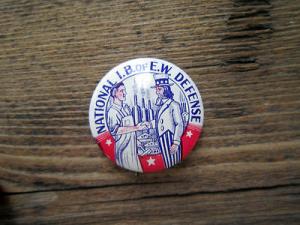 NATIONAL I.B. OF E.W. DEFENSE